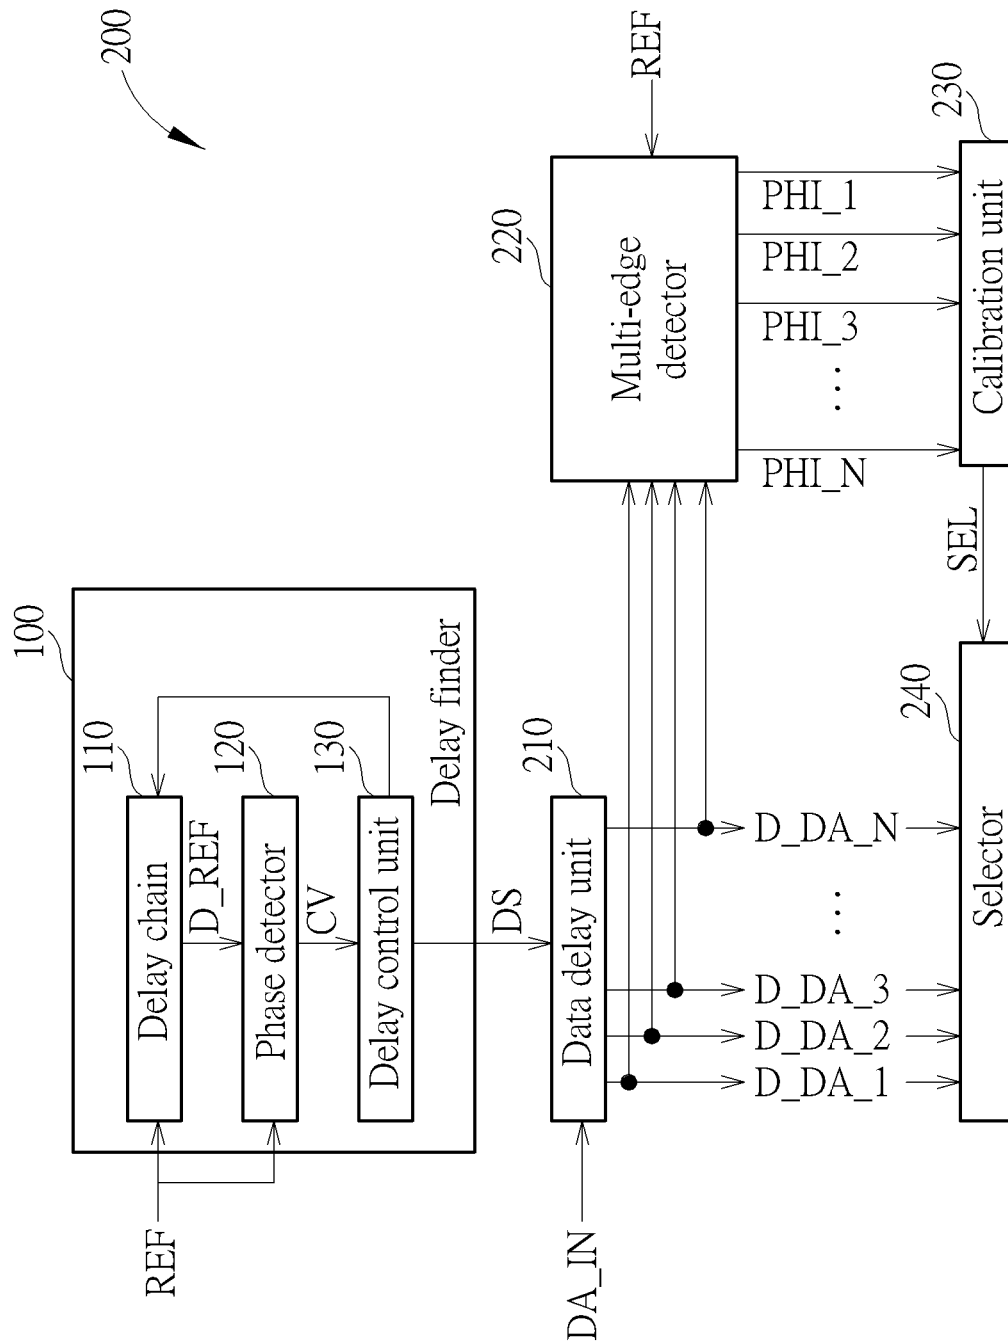 200
100
110
Delay chain
D_REF
120
Phase detector
CV
130
Delay control unit
Delay finder
REF
DS
210
Data delay unit
DA_IN
D_DA_1
D_DA_2
D_DA_3
...
D_DA_N
220
Multi-edge
detector
REF
PHI_N
...
PHI_3
PHI_2
PHI_1
230
Calibration unit
SEL
240
Selector